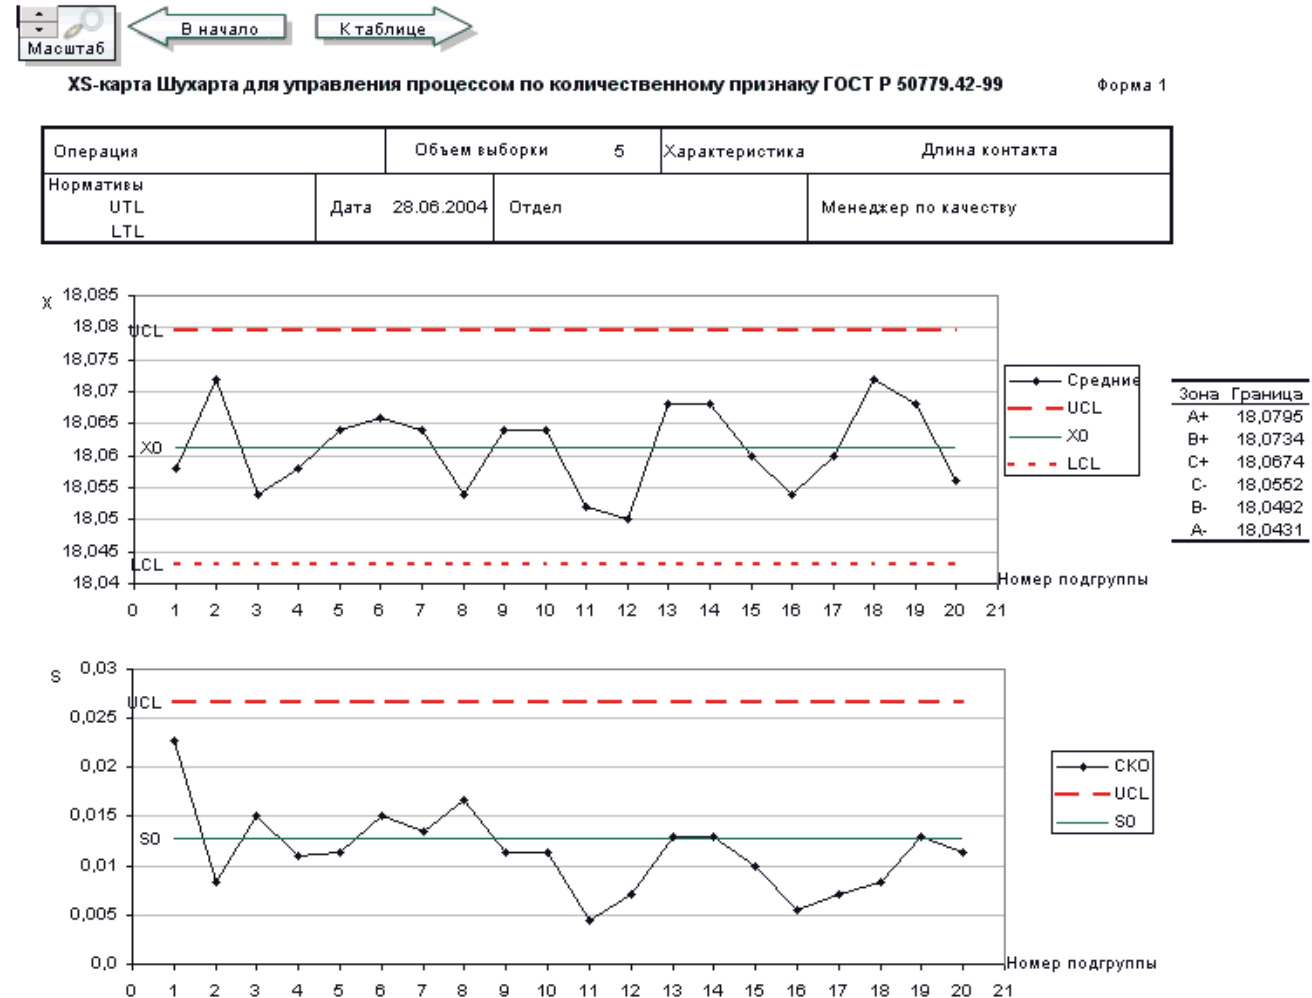 Масштаб
В начало
К таблице
XS-карта Шухарта для управления процессом по количественному признаку ГОСТ Р 50779.42-99
Форма 1
Операция
Объем выборки 5
Характеристика
Длина контакта
Нормативы
UTL
LTL
Дата 28.06.2004
Отдел
Менеджер по качеству
X
18,085
18,08
18,075
18,07
18,065
18,06
18,055
18,05
18,045
18,04
UCL
X0
LCL
0 1 2 3 4 5 6 7 8 9 10 11 12 13 14 15 16 17 18 19 20 21
Номер подгруппы
Средние
UCL
X0
LCL
Зона Граница
A+ 18,0795
B+ 18,0734
C+ 18,0674
C- 18,0552
B- 18,0492
A- 18,0431
S
0,03
0,025
0,02
0,015
0,01
0,005
0,0
UCL
S0
0 1 2 3 4 5 6 7 8 9 10 11 12 13 14 15 16 17 18 19 20 21
Номер подгруппы
СКО
UCL
S0